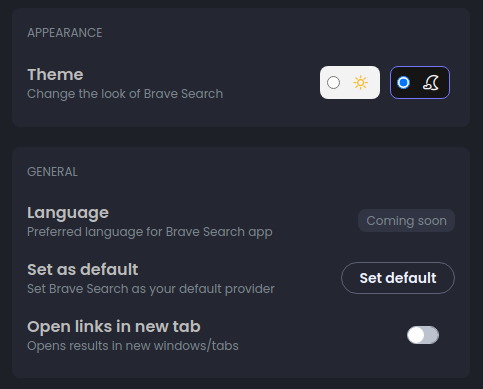 APPEARANCE
Theme
Change the look of Brave Search
GENERAL
Language
Preferred language for Brave Search app
Coming soon
Set as default
Set Brave Search as your default provider
Set default
Open links in new tab
Opens results in new windows/tabs